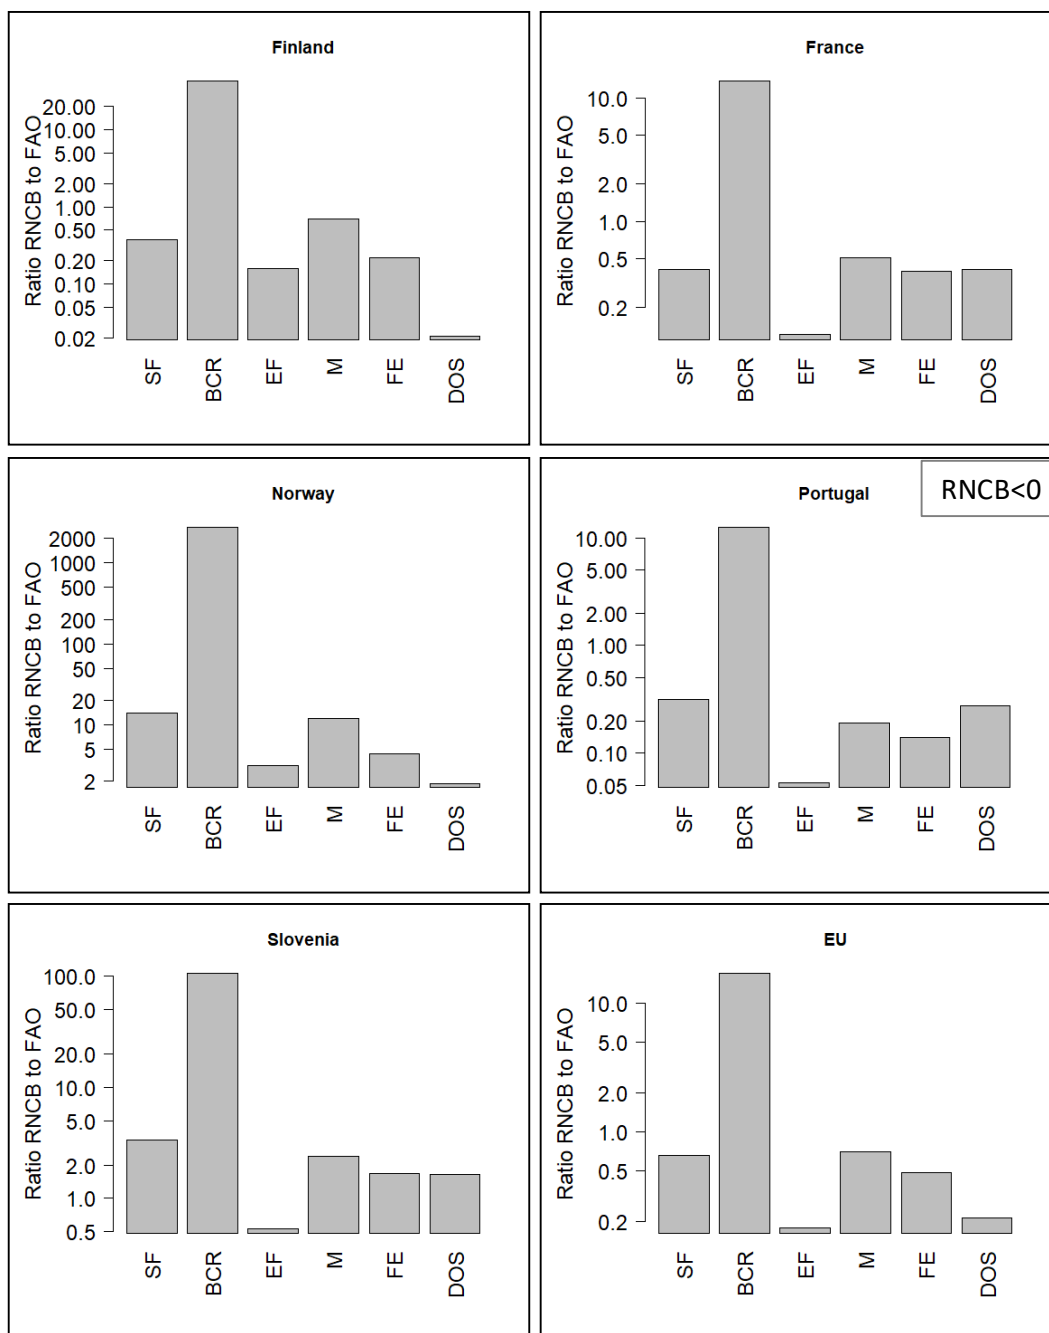 Finland
Ratio RNCB to FAO
20.00
10.00
5.00
2.00
1.00
0.50
0.20
0.10
0.05
0.02
SF
BCR
EF
M
FE
DOS
France
Ratio RNCB to FAO
10.0
5.0
2.0
1.0
0.5
0.2
SF
BCR
EF
M
FE
DOS
Norway
Ratio RNCB to FAO
2000
1000
500
200
100
50
20
10
5
2
SF
BCR
EF
M
FE
DOS
Portugal
RNCB<0
Ratio RNCB to FAO
10.00
5.00
2.00
1.00
0.50
0.20
0.10
0.05
SF
BCR
EF
M
FE
DOS
Slovenia
Ratio RNCB to FAO
100.0
50.0
20.0
10.0
5.0
2.0
1.0
0.5
SF
BCR
EF
M
FE
DOS
EU
Ratio RNCB to FAO
10.0
5.0
2.0
1.0
0.5
0.2
SF
BCR
EF
M
FE
DOS